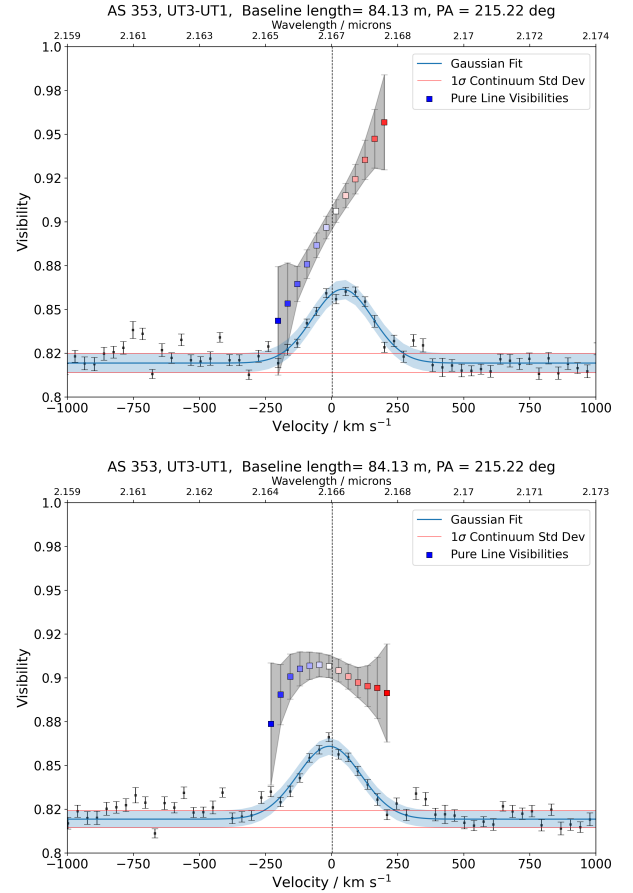 AS 353, UT3-UT1, Baseline length= 84.13 m, PA = 215.22 deg
Wavelength / microns
2.159 2.161 2.162 2.164 2.165 2.167 2.168 2.17 2.172 2.174
1.0
Gaussian Fit
1σ Continuum Std Dev
Pure Line Visibilities
0.98
0.95
0.92
0.9
0.88
0.85
0.82
0.8
Visibility
−1000 −750 −500 −250 0 250 500 750 1000
Velocity / km s⁻¹
AS 353, UT3-UT1, Baseline length= 84.13 m, PA = 215.22 deg
Wavelength / microns
2.159 2.161 2.162 2.164 2.166 2.168 2.17 2.171 2.173
1.0
Gaussian Fit
1σ Continuum Std Dev
Pure Line Visibilities
0.98
0.95
0.92
0.9
0.88
0.85
0.82
0.8
Visibility
−1000 −750 −500 −250 0 250 500 750 1000
Velocity / km s⁻¹